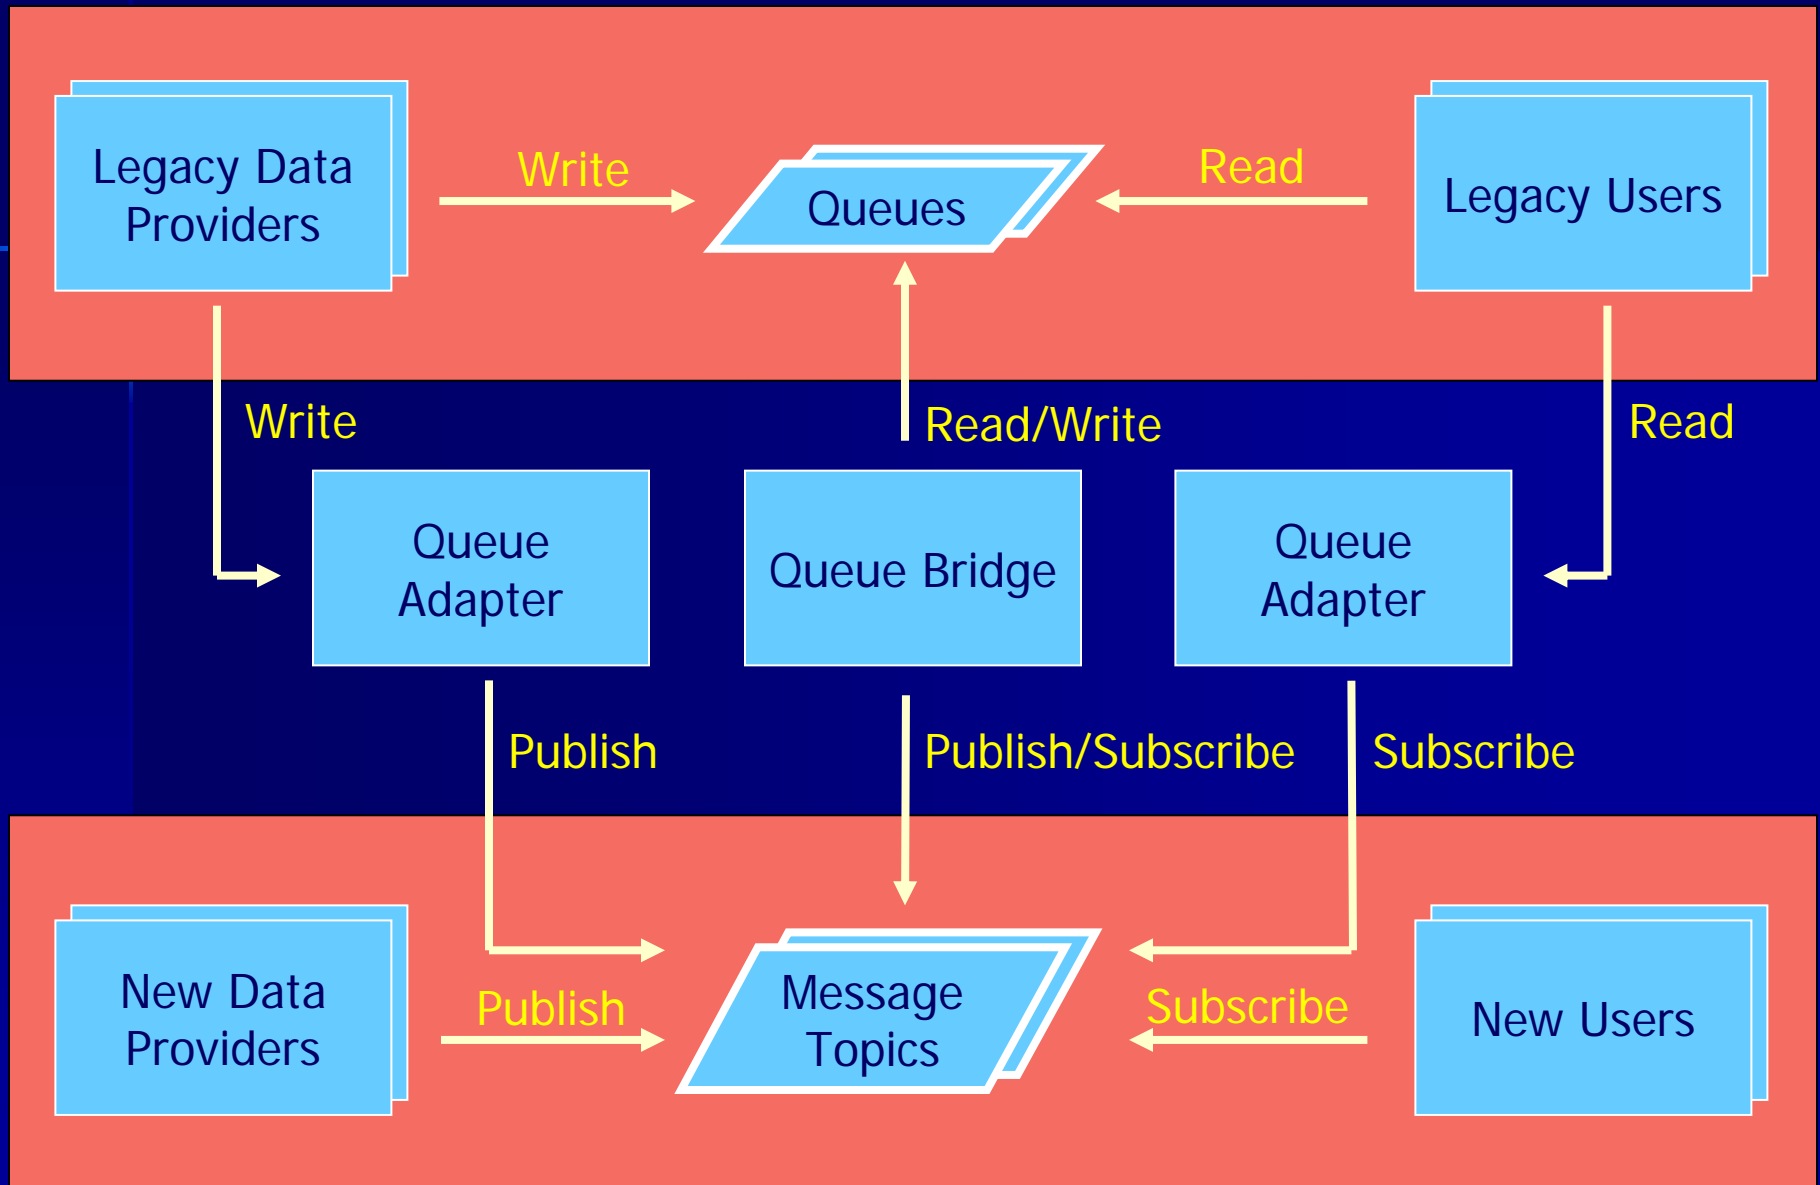 Legacy Data
Providers
Write
Queues
Read
Legacy Users
Write
Read/Write
Read
Queue
Adapter
Queue Bridge
Queue
Adapter
Publish
Publish/Subscribe
Subscribe
New Data
Providers
Publish
Message
Topics
Subscribe
New Users